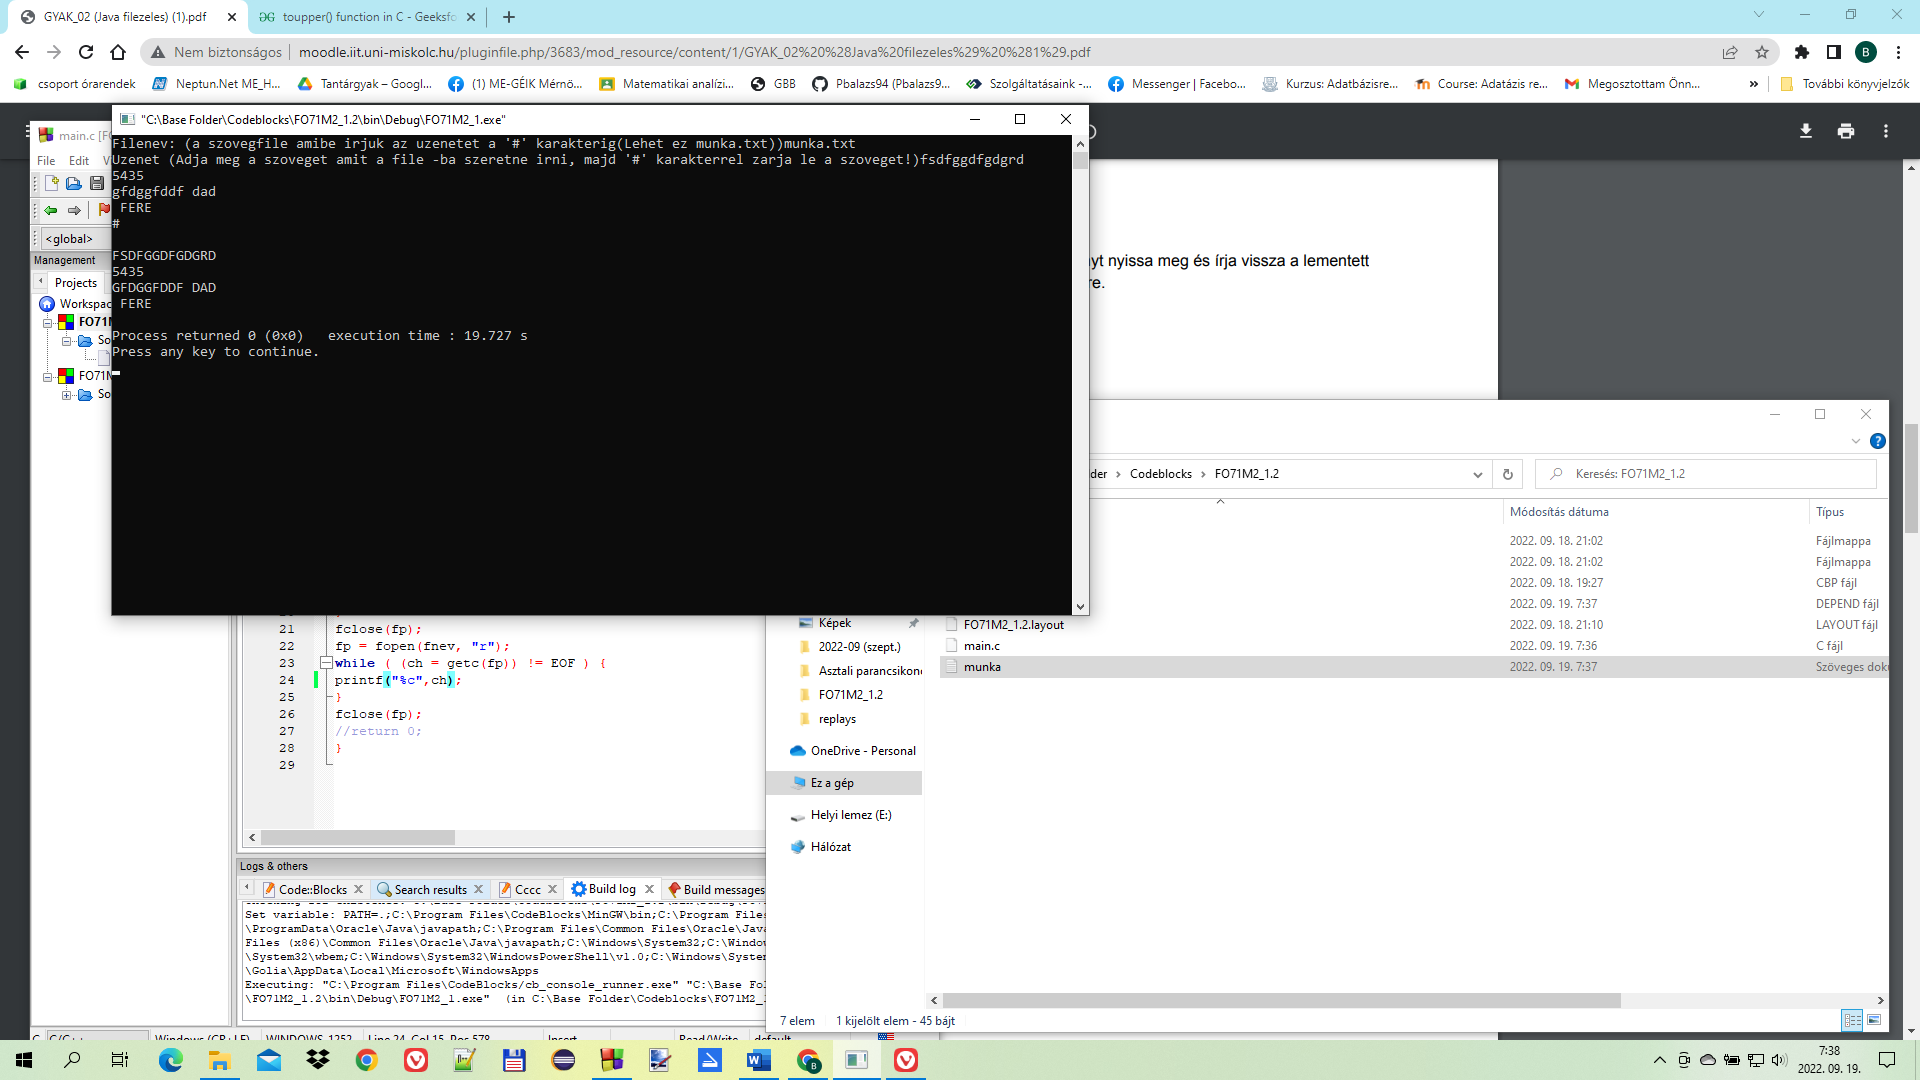 GYAK_02 (Java filezeles) (1).pdf
toupper() function in C - Geeksfo
Nem biztonságos
moodle.iit.uni-miskolc.hu/pluginfile.php/3683/mod_resource/content/1/GYAK_02%20%28Java%20filezeles%29%20%281%29.pdf
B
csoport órarendek
Neptun.Net ME_H...
Tantárgyak – Googl...
(1) ME-GÉIK Mérnö...
Matematikai analízi...
GBB
Pbalazs94 (Pbalazs9...
Szolgáltatásaink -...
Messenger | Facebo...
Kurzus: Adatbázisre...
Course: Adatázis re...
Megosztottam Önn...
»
További könyvjelzők
"C:\Base Folder\Codeblocks\FO71M2_1.2\bin\Debug\FO71M2_1.exe"
Filenev: (a szovegfile amibe irjuk az uzenetet a '#' karakterig(Lehet ez munka.txt))munka.txt
Uzenet (Adja meg a szoveget amit a file -ba szeretne irni, majd '#' karakterrel zarja le a szoveget!)fsdfggdfgdgrd
5435
gfdggfddf dad
FERE
#
FSDFGGDFGDGRD
5435
GFDGGFDDF DAD
FERE
Process returned 0 (0x0)   execution time : 19.727 s
Press any key to continue.
main.c [FO
File Edit V
<global>
Management
Projects
Workspac
FO71M
So
FO71M
So
nyt nyissa meg és írja vissza a lementett
re.
21 fclose(fp);
22 fp = fopen(fnev, "r");
23 while ( (ch = getc(fp)) != EOF ) {
24 printf("%c",ch);
25 }
26 fclose(fp);
27 //return 0;
28 }
29
Logs & others
Code::Blocks
Search results
Cccc
Build log
Build messages
Set variable: PATH=.;C:\Program Files\CodeBlocks\MinGW\bin;C:\Program Files
\ProgramData\Oracle\Java\javapath;C:\Program Files\Common Files\Oracle\Java
Files (x86)\Common Files\Oracle\Java\javapath;C:\Windows\System32;C:\Window
\System32\wbem;C:\Windows\System32\WindowsPowerShell\v1.0;C:\Windows\System
\Golia\AppData\Local\Microsoft\WindowsApps
Executing: "C:\Program Files\CodeBlocks/cb_console_runner.exe" "C:\Base Fol
\FO71M2_1.2\bin\Debug\FO71M2_1.exe"  (in C:\Base Folder\Codeblocks\FO71M2_1
C/C++
Windows (CR+LF)
WINDOWS-1252
Line 24, Col 15, Pos 578
Insert
Read/Write
default
der › Codeblocks › FO71M2_1.2
Keresés: FO71M2_1.2
Módosítás dátuma
Típus
2022. 09. 18. 21:02 Fájlmappa
2022. 09. 18. 21:02 Fájlmappa
2022. 09. 18. 19:27 CBP fájl
2022. 09. 19. 7:37 DEPEND fájl
FO71M2_1.2.layout 2022. 09. 18. 21:10 LAYOUT fájl
main.c 2022. 09. 19. 7:36 C fájl
munka 2022. 09. 19. 7:37 Szöveges doku
Képek
2022-09 (szept.)
Asztali parancsikono
FO71M2_1.2
replays
OneDrive - Personal
Ez a gép
Helyi lemez (E:)
Hálózat
7 elem
1 kijelölt elem - 45 bájt
7:38
2022. 09. 19.